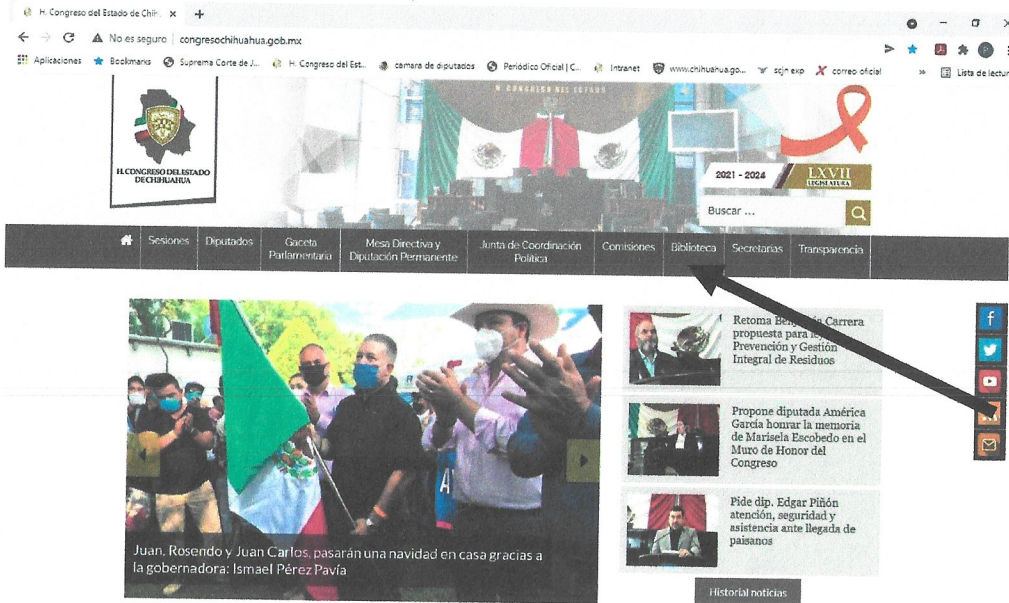 H. Congreso del Estado de Chih
No es seguro | congresochihuahua.gob.mx
Aplicaciones Bookmarks Suprema Corte de J... H. Congreso del Est... camara de diputados Periódico Oficial | C... Intranet www.chihuahua.go... scjn exp correo oficial » Lista de lectur
H. CONGRESO DEL ESTADO
H. CONGRESO DEL ESTADO
DE CHIHUAHUA
2021 - 2024 LXVII
LEGISLATURA
Buscar ...
Sesiones Diputados Gaceta
Parlamentaria Mesa Directiva y
Diputación Permanente Junta de Coordinación
Política Comisiones Biblioteca Secretarías Transparencia
Juan, Rosendo y Juan Carlos, pasarán una navidad en casa gracias a
la gobernadora: Ismael Pérez Pavía
Retoma Carrera
propuesta para
Prevención y Gestión
Integral de Residuos
Propone diputada América
García honrar la memoria
de Marisela Escobedo en el
Muro de Honor del
Congreso
Pide dip. Edgar Piñón
atención, seguridad y
asistencia ante llegada de
paisanos
Historial noticias